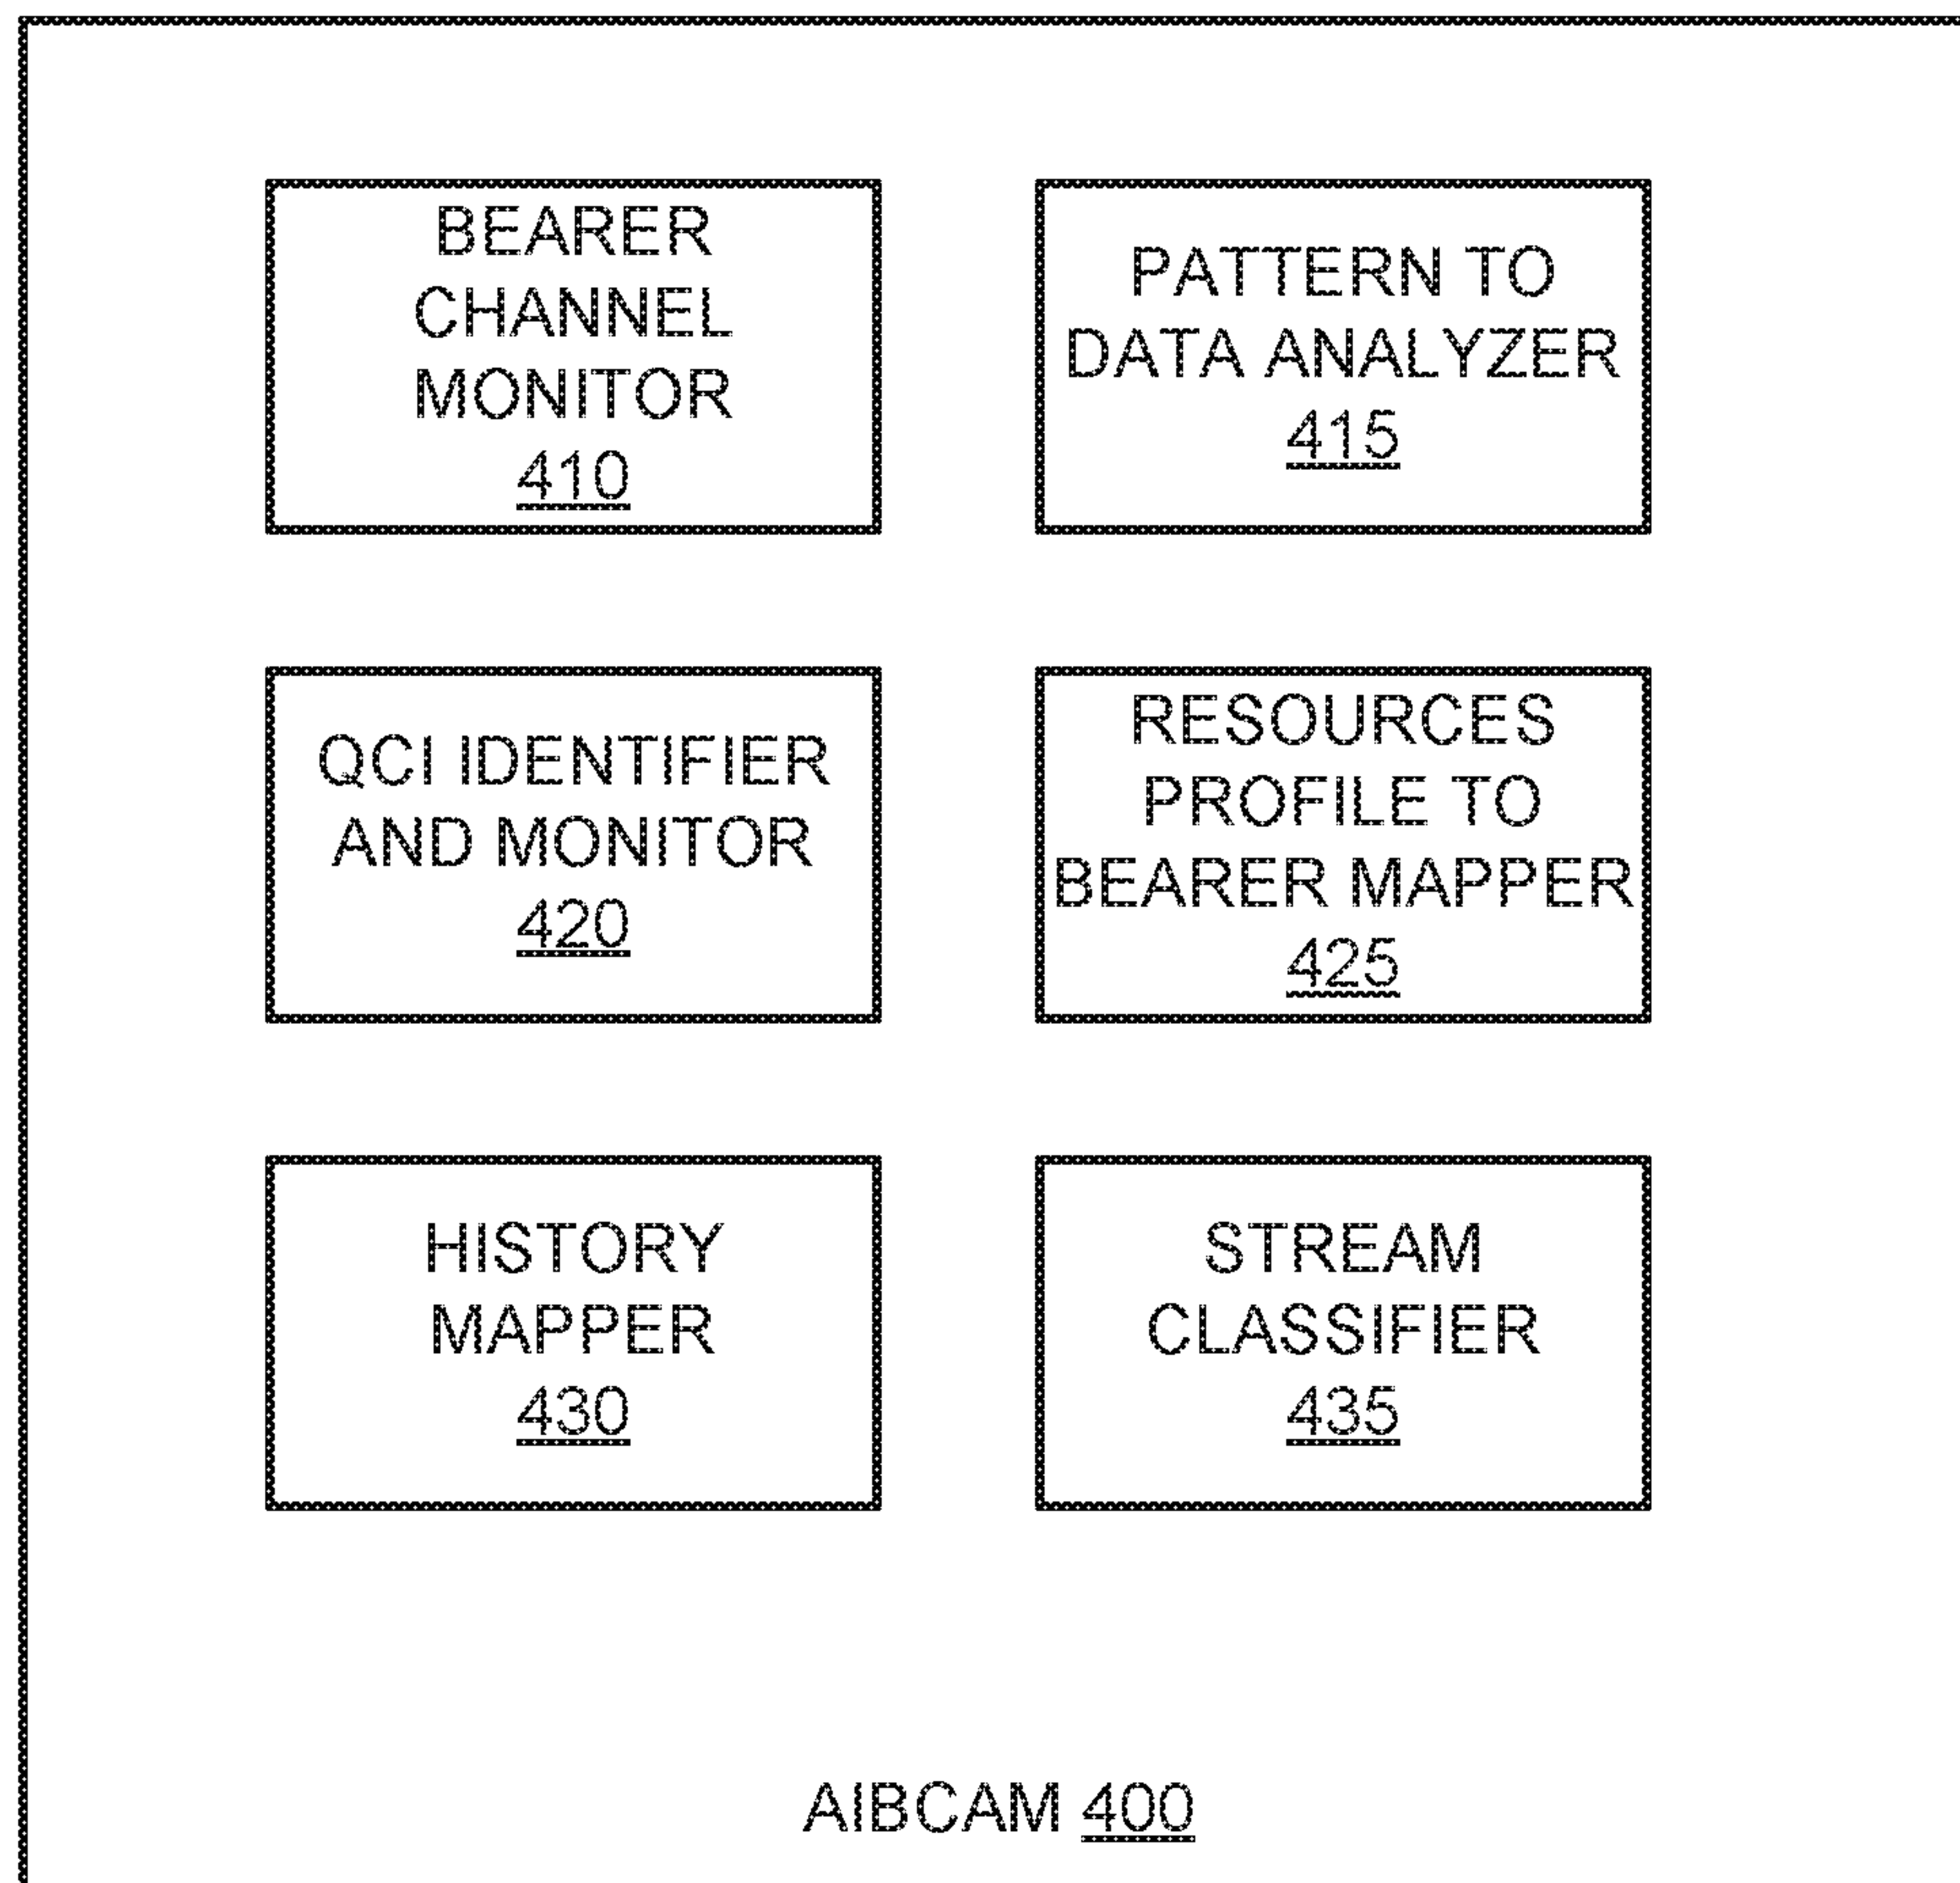 BEARER
CHANNEL
MONITOR
410
PATTERN TO
DATA ANALYZER
415
QCI IDENTIFIER
AND MONITOR
420
RESOURCES
PROFILE TO
BEARER MAPPER
425
HISTORY
MAPPER
430
STREAM
CLASSIFIER
435
AIBCAM 400